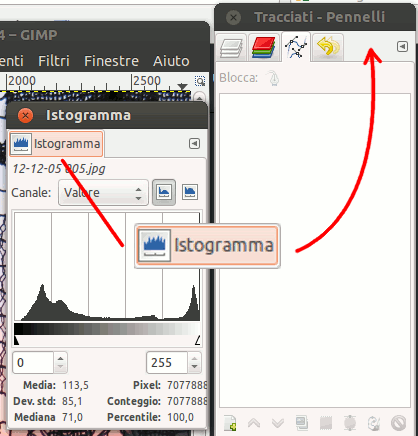 4 – GIMP
enti Filtri Finestre Aiuto
2000 2500
Istogramma
Istogramma
12-12-05 005.jpg
Canale: Valore
0 255
Media: 113,5 Pixel: 7077888
Dev. std: 85,1 Conteggio: 7077888
Mediana 71,0 Percentile: 100,0
Istogramma
Tracciati - Pennelli
Blocca: